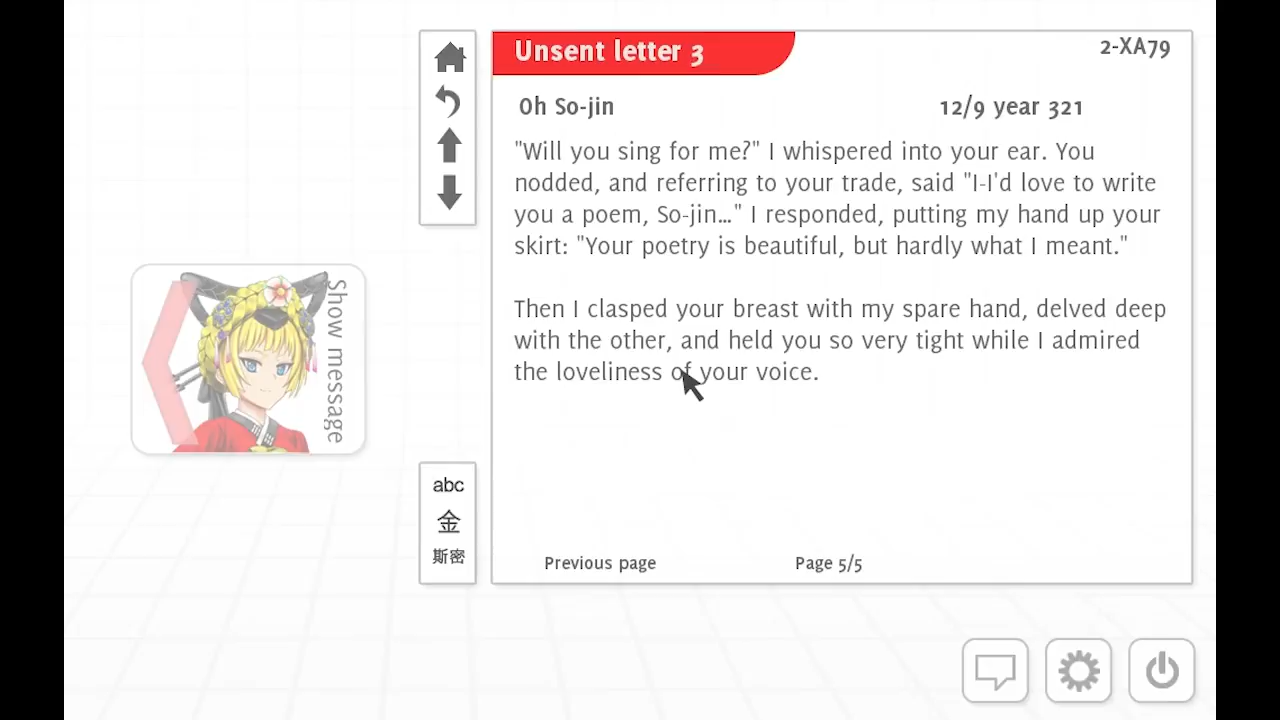 Unsent letter 3
2-XA79
Oh So-jin
12/9 year 321
"Will you sing for me?" I whispered into your ear. You
nodded, and referring to your trade, said "I-I'd love to write
you a poem, So-jin…" I responded, putting my hand up your
skirt: "Your poetry is beautiful, but hardly what I meant."
Then I clasped your breast with my spare hand, delved deep
with the other, and held you so very tight while I admired
the loveliness of your voice.
Show message
abc
金
斯密
Previous page
Page 5/5